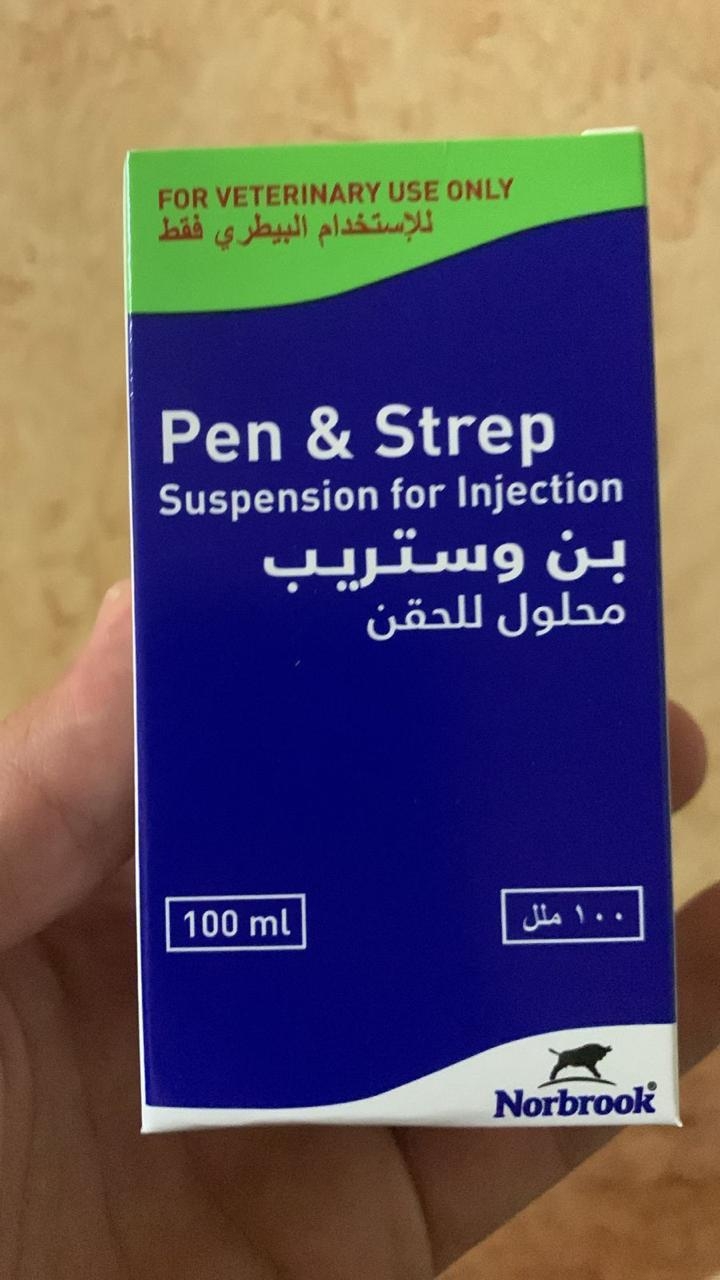 FOR VETERINARY USE ONLY
للإستخدام البيطري فقط
Pen & Strep
Suspension for Injection
بن وستريب
محلول للحقن
100 ml
١٠٠ ملل
Norbrook®